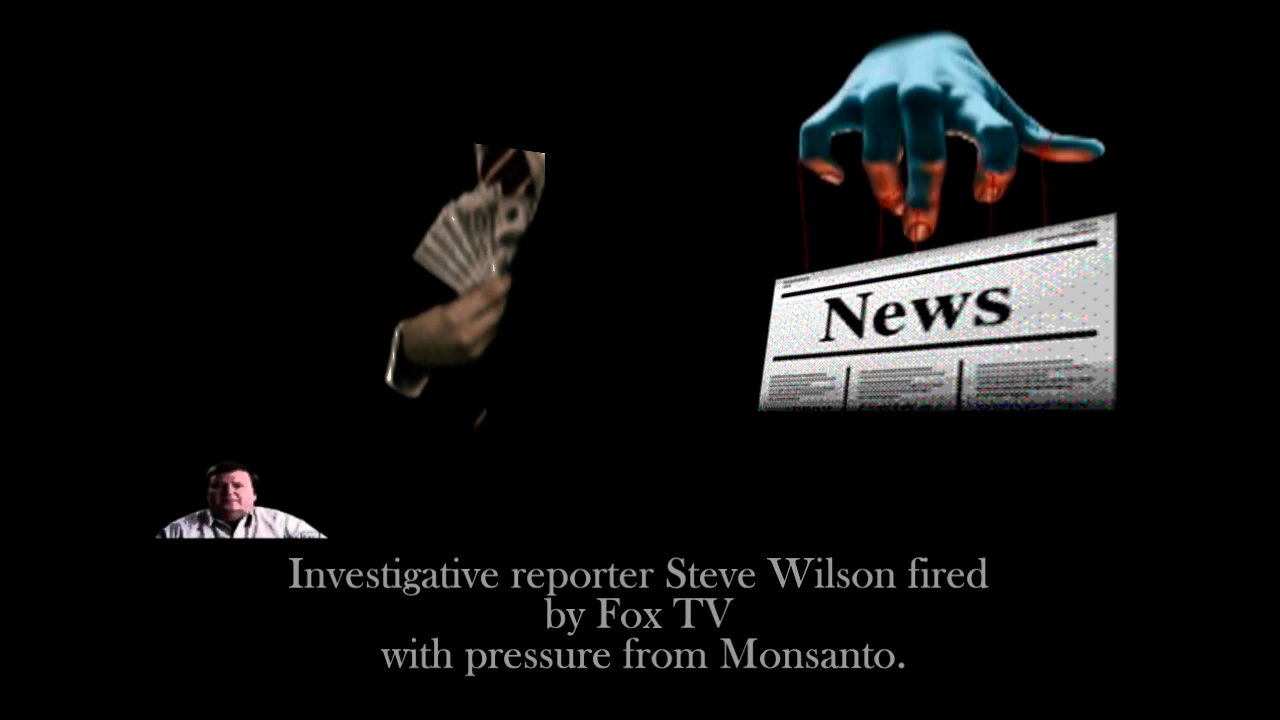 News
Investigative reporter Steve Wilson fired
by Fox TV
with pressure from Monsanto.